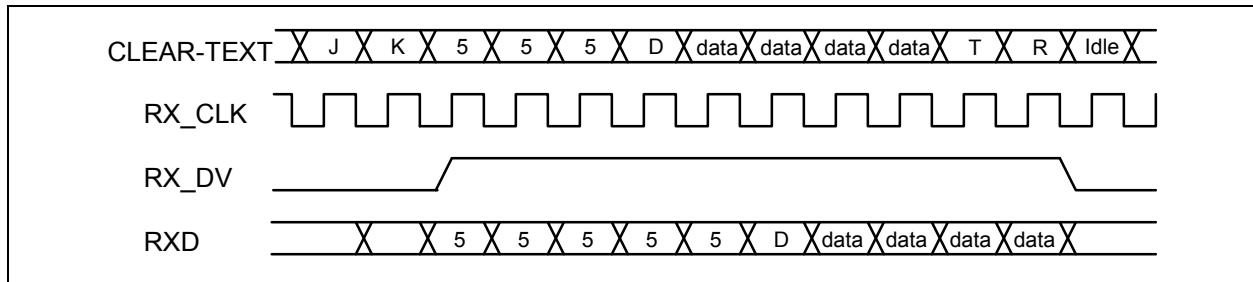 CLEAR-TEXT J K 5 5 5 D data data data data T R Idle
RX_CLK
RX_DV
RXD 5 5 5 5 5 D data data data data